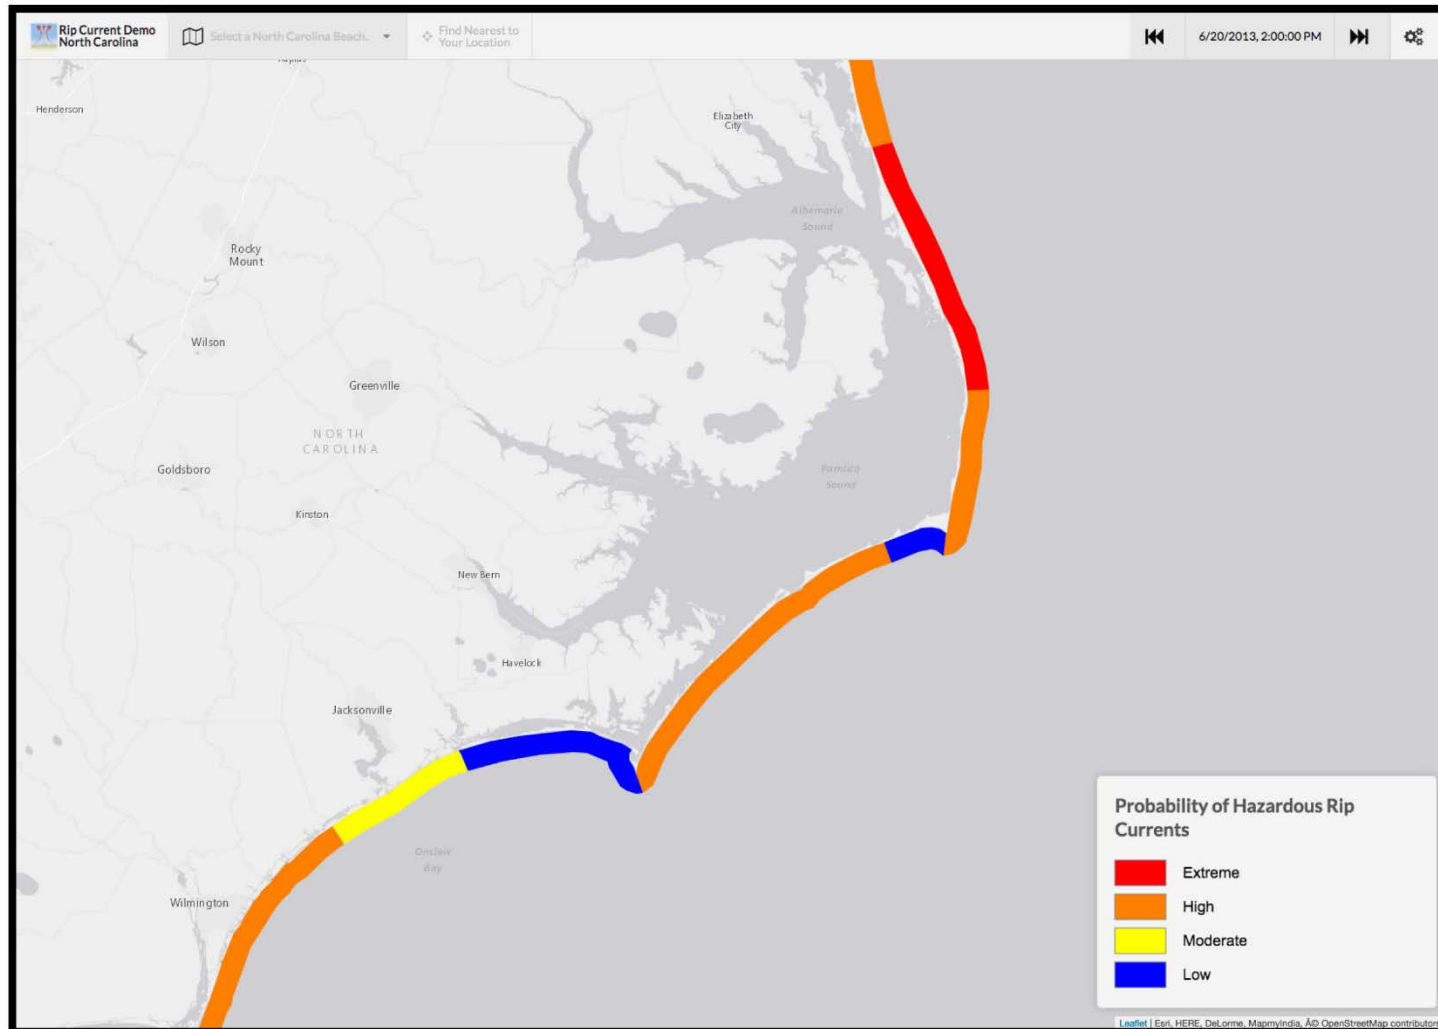 Rip Current Demo
North Carolina
Select a North Carolina Beach..
Find Nearest to
Your Location
6/20/2013, 2:00:00 PM
Henderson
Elizabeth
City
Albemarle
Sound
Rocky
Mount
Wilson
Greenville
NORTH
CAROLINA
Goldsboro
Pamlico
Sound
Kinston
New Bern
Havelock
Jacksonville
Onslow
Bay
Wilmington
Probability of Hazardous Rip
Currents
Extreme
High
Moderate
Low
Leaflet | Esri, HERE, DeLorme, MapmyIndia, Â© OpenStreetMap contributors